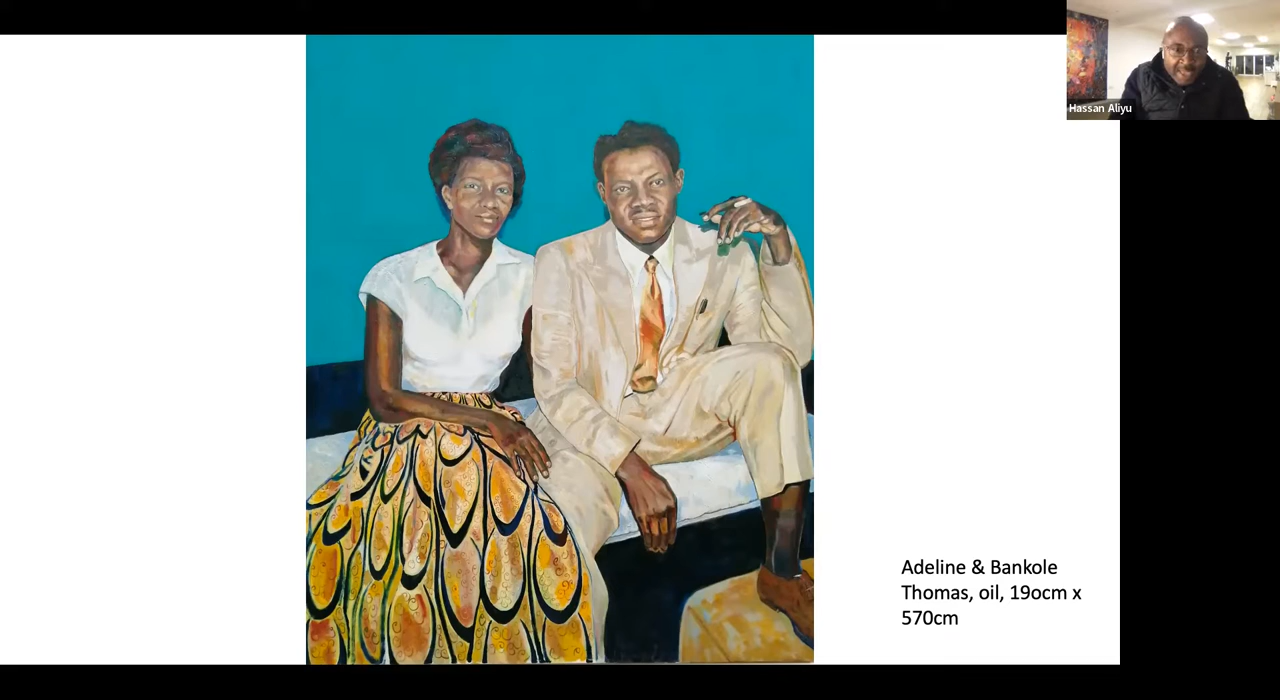 Hassan Aliyu
Adeline & Bankole
Thomas, oil, 19ocm x
570cm